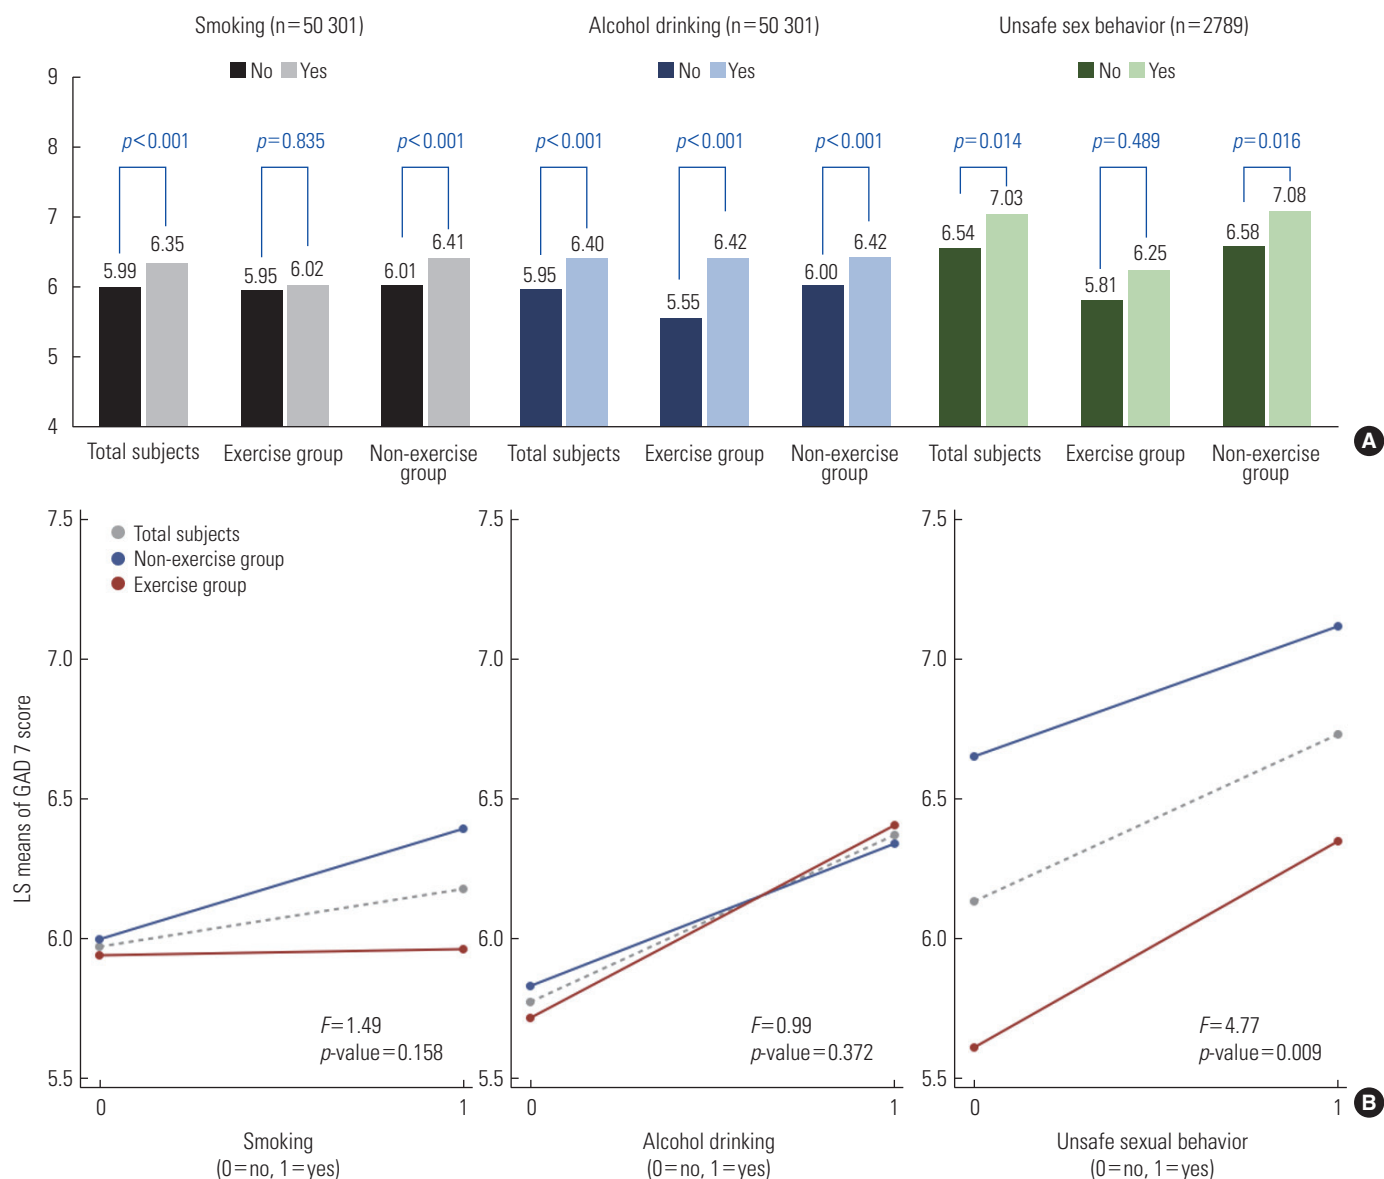 Smoking (n=50 301)
Alcohol drinking (n=50 301)
Unsafe sex behavior (n=2789)
No Yes
No Yes
No Yes
9
8
7
6
5
4
p<0.001
p=0.835
p<0.001
p<0.001
p<0.001
p<0.001
p=0.014
p=0.489
p=0.016
5.99
6.35
5.95
6.02
6.01
6.41
5.95
6.40
5.55
6.42
6.00
6.42
6.54
7.03
5.81
6.25
6.58
7.08
Total subjects
Exercise group
Non-exercise
group
Total subjects
Exercise group
Non-exercise
group
Total subjects
Exercise group
Non-exercise
group
A
LS means of GAD 7 score
7.5
7.0
6.5
6.0
5.5
Total subjects
Non-exercise group
Exercise group
F=1.49
p-value=0.158
0
1
Smoking
(0=no, 1=yes)
7.5
7.0
6.5
6.0
5.5
F=0.99
p-value=0.372
0
1
Alcohol drinking
(0=no, 1=yes)
7.5
7.0
6.5
6.0
5.5
F=4.77
p-value=0.009
0
1
Unsafe sexual behavior
(0=no, 1=yes)
B